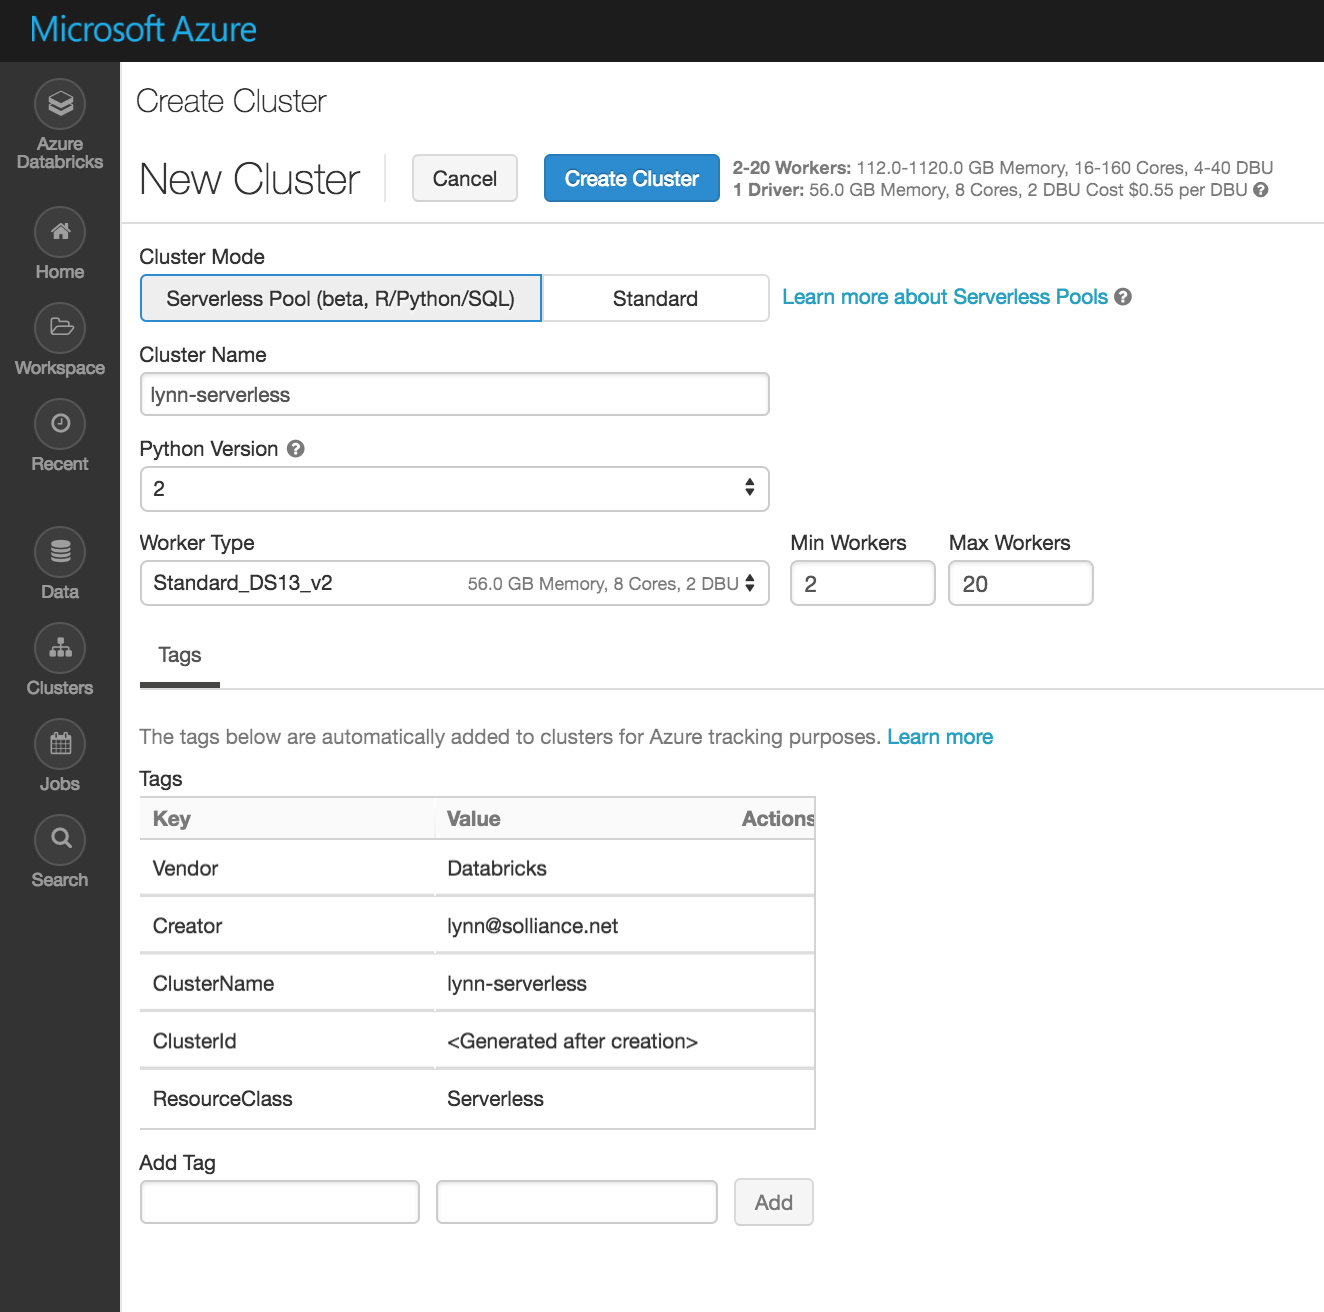 Microsoft Azure
Azure
Databricks
Home
Workspace
Recent
Data
Clusters
Jobs
Search
Create Cluster
New Cluster
Cancel
Create Cluster
2-20 Workers: 112.0-1120.0 GB Memory, 16-160 Cores, 4-40 DBU
1 Driver: 56.0 GB Memory, 8 Cores, 2 DBU Cost $0.55 per DBU ?
Cluster Mode
Serverless Pool (beta, R/Python/SQL) Standard Learn more about Serverless Pools ?
Cluster Name
lynn-serverless
Python Version ?
2
Worker Type Min Workers Max Workers
Standard_DS13_v2 56.0 GB Memory, 8 Cores, 2 DBU 2 20
Tags
The tags below are automatically added to clusters for Azure tracking purposes. Learn more
Tags
Key Value Actions
Vendor Databricks
Creator lynn@solliance.net
ClusterName lynn-serverless
ClusterId <Generated after creation>
ResourceClass Serverless
Add Tag
Add